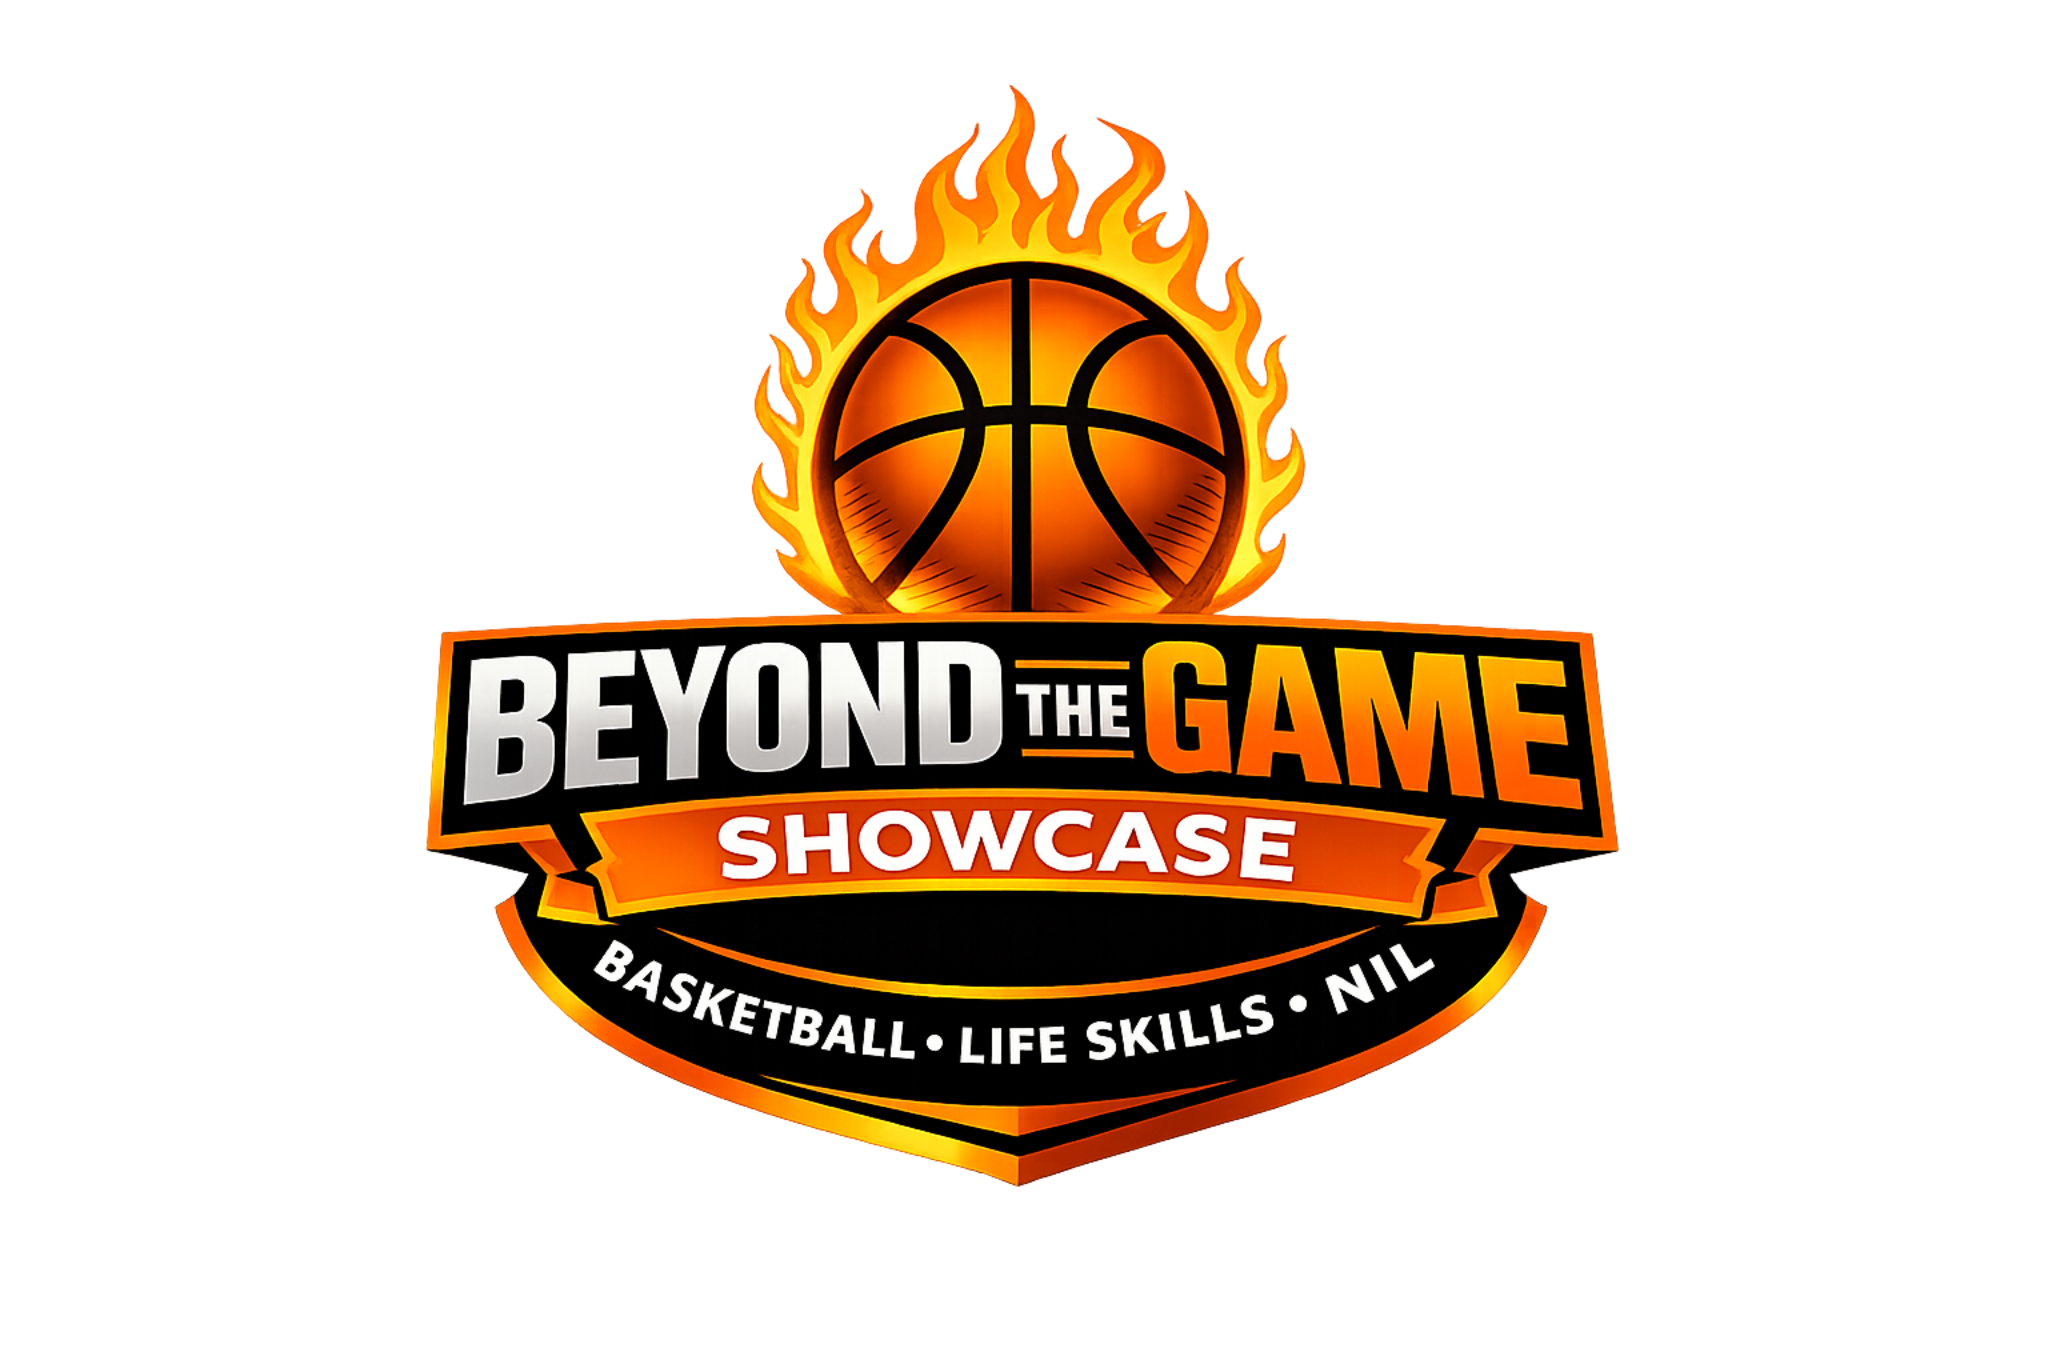 BEYOND THE GAME
SHOWCASE
BASKETBALL • LIFE SKILLS • NIL